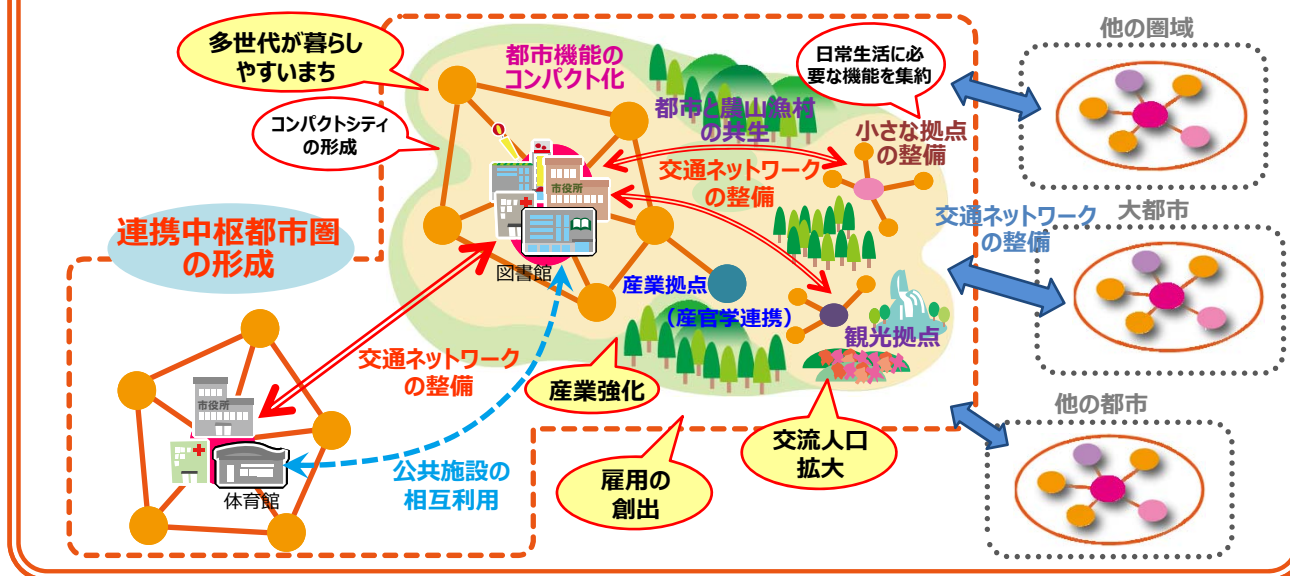 多世代が暮らし
やすいまち
都市機能の
コンパクト化
日常生活に必
要な機能を集約
他の圏域
コンパクトシティ
の形成
都市と農山漁村
の共生
小さな拠点
の整備
市役所
交通ネットワーク
の整備
連携中枢都市圏
の形成
図書館
産業拠点
(産官学連携)
観光拠点
交通ネットワーク
の整備
大都市
交通ネットワーク
の整備
産業強化
交流人口
拡大
雇用の
創出
他の都市
市役所
体育館
公共施設の
相互利用